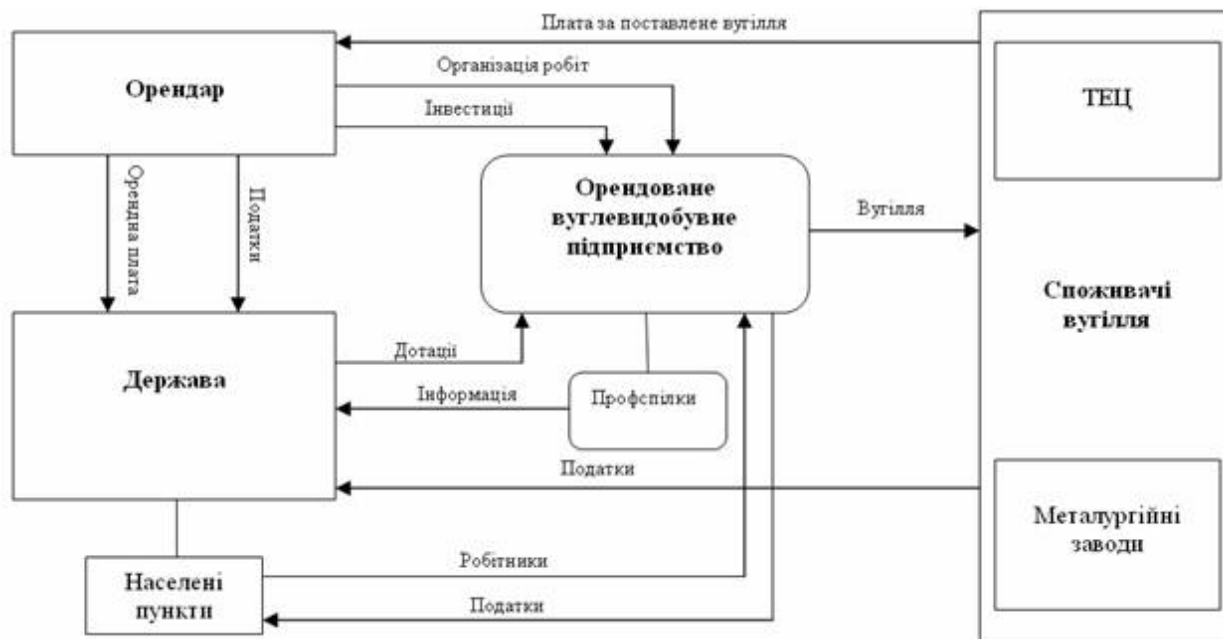 Плата за поставлене вугілля
Орендар
Організація робіт
Інвестиції
ТЕЦ
Орендна плата
Податки
Орендоване
вуглевидобувне
підприємство
Вугілля
Споживачі
вугілля
Держава
Дотації
Інформація
Профспілки
Податки
Металургійні
заводи
Населені
пункти
Робітники
Податки